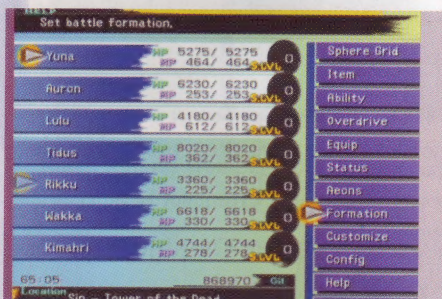 HELP
Set battle formation.
Yuna HP 5275/ 5275
MP 464/ 464 S.LVL 0
Auron HP 6230/ 6230
MP 253/ 253 S.LVL 0
Lulu HP 4180/ 4180
MP 612/ 612 S.LVL 0
Tidus HP 8020/ 8020
MP 362/ 362 S.LVL 0
Rikku HP 3360/ 3360
MP 225/ 225 S.LVL 0
Wakka HP 6618/ 6618
MP 330/ 330 S.LVL 0
Kimahri HP 4744/ 4744
MP 278/ 278 S.LVL 0
Sphere Grid
Item
Ability
Overdrive
Equip
Status
Aeons
Formation
Customize
Config
Help
65:05 868970 Gil
Location
Sin - Tower of the Dead